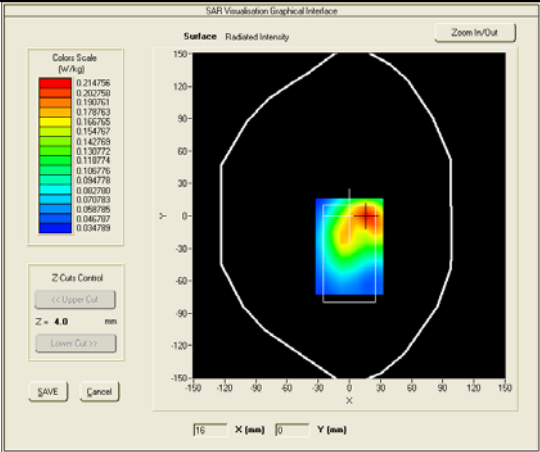 SAR Visualisation Graphical Interface
Surface Radiated Intensity
Zoom In/Out
Colors Scale
(W/kg)
0.214756
0.202758
0.190761
0.178763
0.166765
0.154767
0.142769
0.130772
0.118774
0.106776
0.094778
0.082780
0.070783
0.058785
0.046787
0.034789
Z-Cuts Control
<< Upper Cut
Z = 4.0 mm
Lower Cut >>
SAVE Cancel
150-
120-
90-
60-
30-
0-
-30-
-60-
-90-
-120-
-150-
Y
-150 -120 -90 -60 -30 0 30 60 90 120 150
X
16 X (mm) 0 Y (mm)